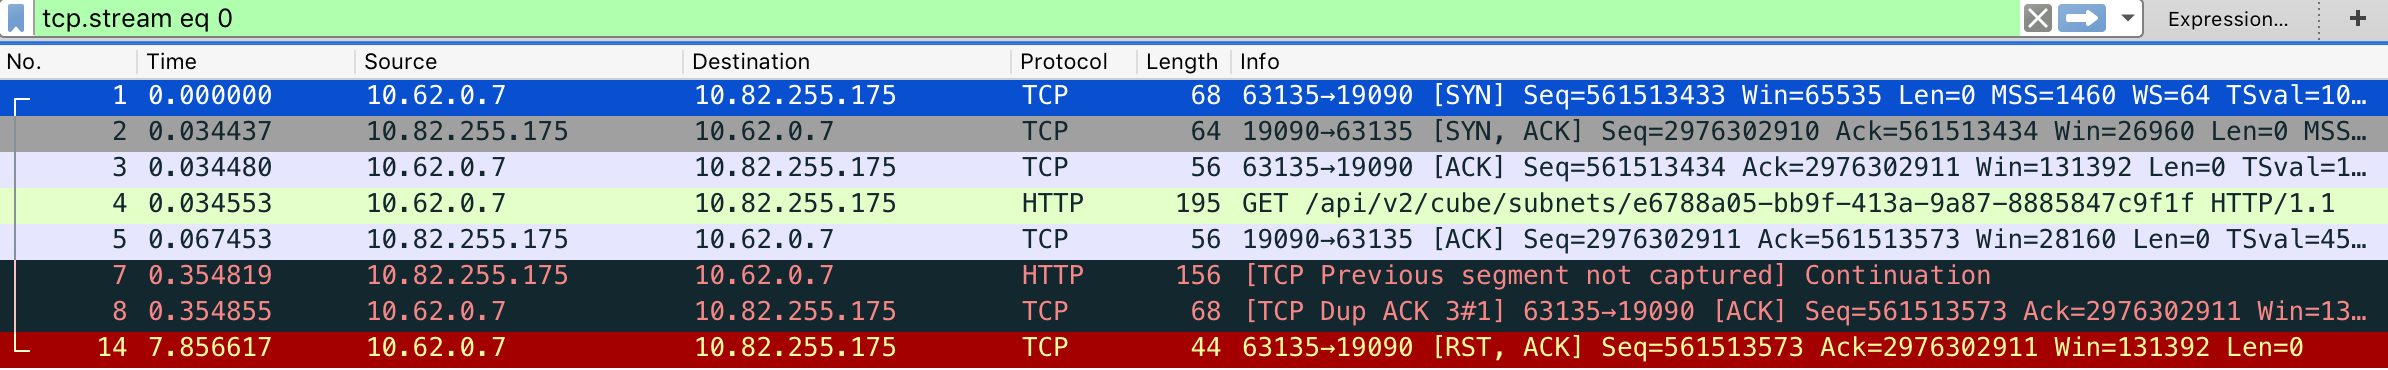 tcp.stream eq 0 Expression... +
No. Time Source Destination Protocol Length Info
1 0.000000 10.62.0.7 10.82.255.175 TCP 68 63135→19090 [SYN] Seq=561513433 Win=65535 Len=0 MSS=1460 WS=64 TSval=10…
2 0.034437 10.82.255.175 10.62.0.7 TCP 64 19090→63135 [SYN, ACK] Seq=2976302910 Ack=561513434 Win=26960 Len=0 MSS…
3 0.034480 10.62.0.7 10.82.255.175 TCP 56 63135→19090 [ACK] Seq=561513434 Ack=2976302911 Win=131392 Len=0 TSval=1…
4 0.034553 10.62.0.7 10.82.255.175 HTTP 195 GET /api/v2/cube/subnets/e6788a05-bb9f-413a-9a87-8885847c9f1f HTTP/1.1
5 0.067453 10.82.255.175 10.62.0.7 TCP 56 19090→63135 [ACK] Seq=2976302911 Ack=561513573 Win=28160 Len=0 TSval=45…
7 0.354819 10.82.255.175 10.62.0.7 HTTP 156 [TCP Previous segment not captured] Continuation
8 0.354855 10.62.0.7 10.82.255.175 TCP 68 [TCP Dup ACK 3#1] 63135→19090 [ACK] Seq=561513573 Ack=2976302911 Win=13…
14 7.856617 10.62.0.7 10.82.255.175 TCP 44 63135→19090 [RST, ACK] Seq=561513573 Ack=2976302911 Win=131392 Len=0